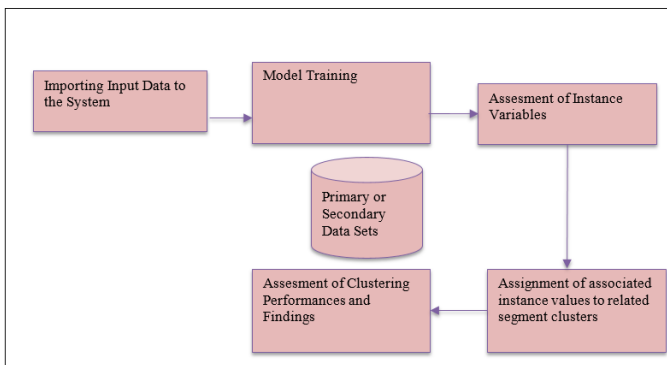 Importing Input Data to
the System
Model Training
Assesment of Instance
Variables
Primary or
Secondary
Data Sets
Assesment of Clustering
Performances and
Findings
Assignment of associated
instance values to related
segment clusters